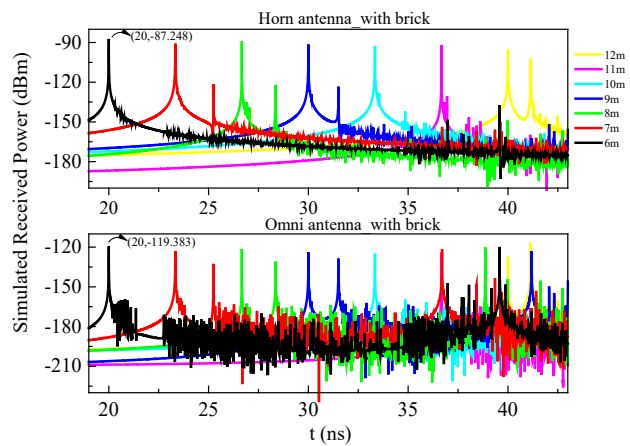 Horn antenna_with brick
-90
-120
-150
-180
(20,-87.248)
20
25
30
35
40
12m
11m
10m
9m
8m
7m
6m
Simulated Received Power (dBm)
Omni antenna_with brick
-120
-150
-180
-210
(20,-119.383)
20
25
30
35
40
t (ns)